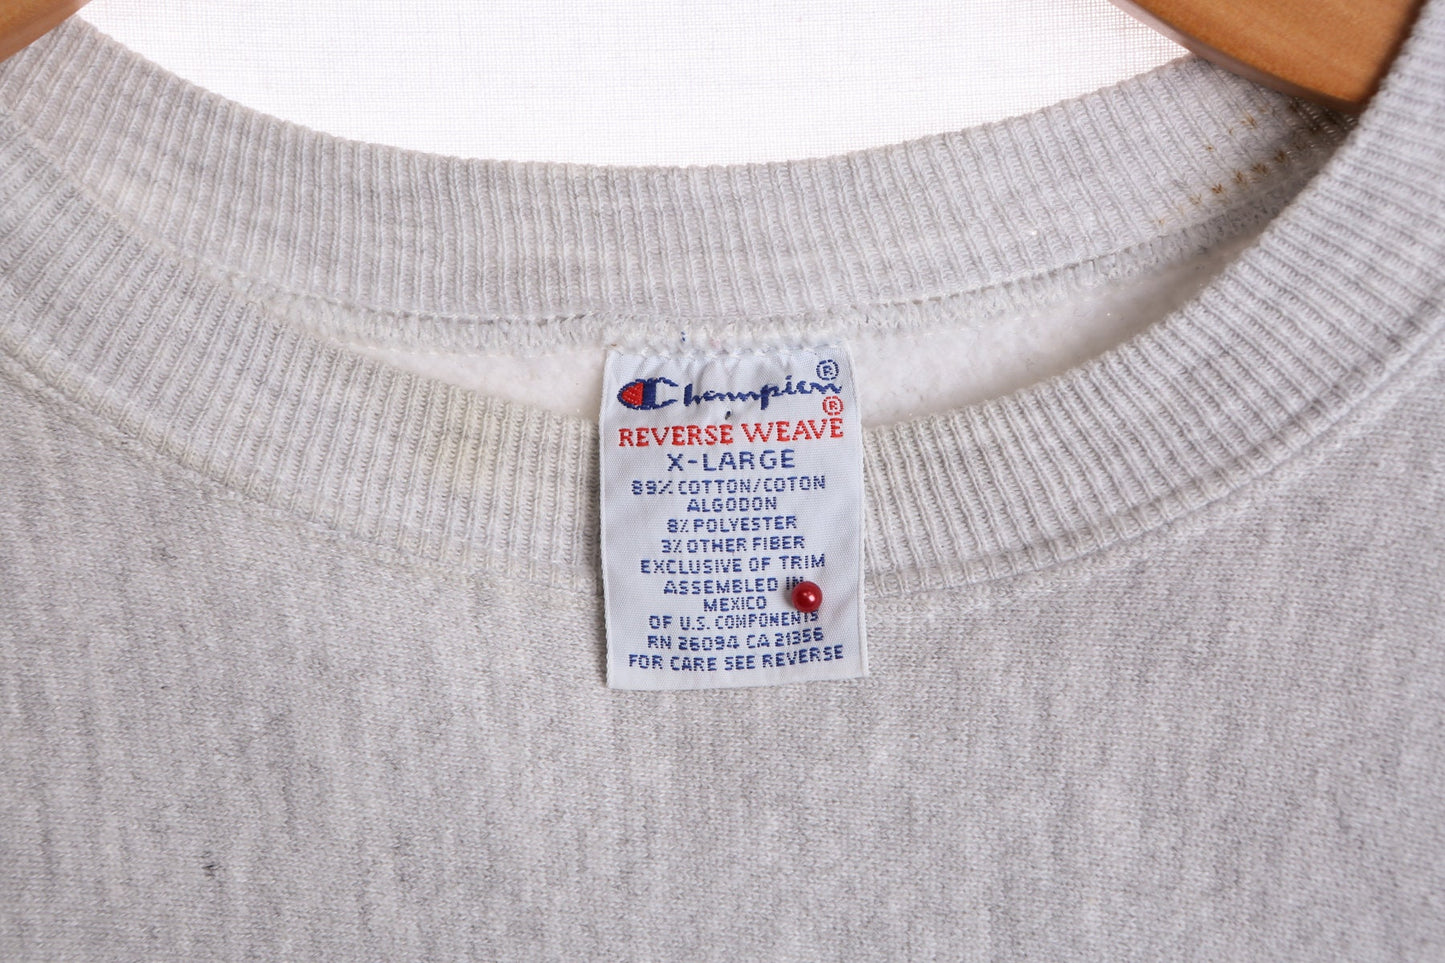 Champion®
REVERSE WEAVE®
X-LARGE
89% COTTON/COTON
ALGODON
8% POLYESTER
3% OTHER FIBER
EXCLUSIVE OF TRIM
ASSEMBLED IN
MEXICO
OF U.S. COMPONENTS
RN 26094 CA 21356
FOR CARE SEE REVERSE